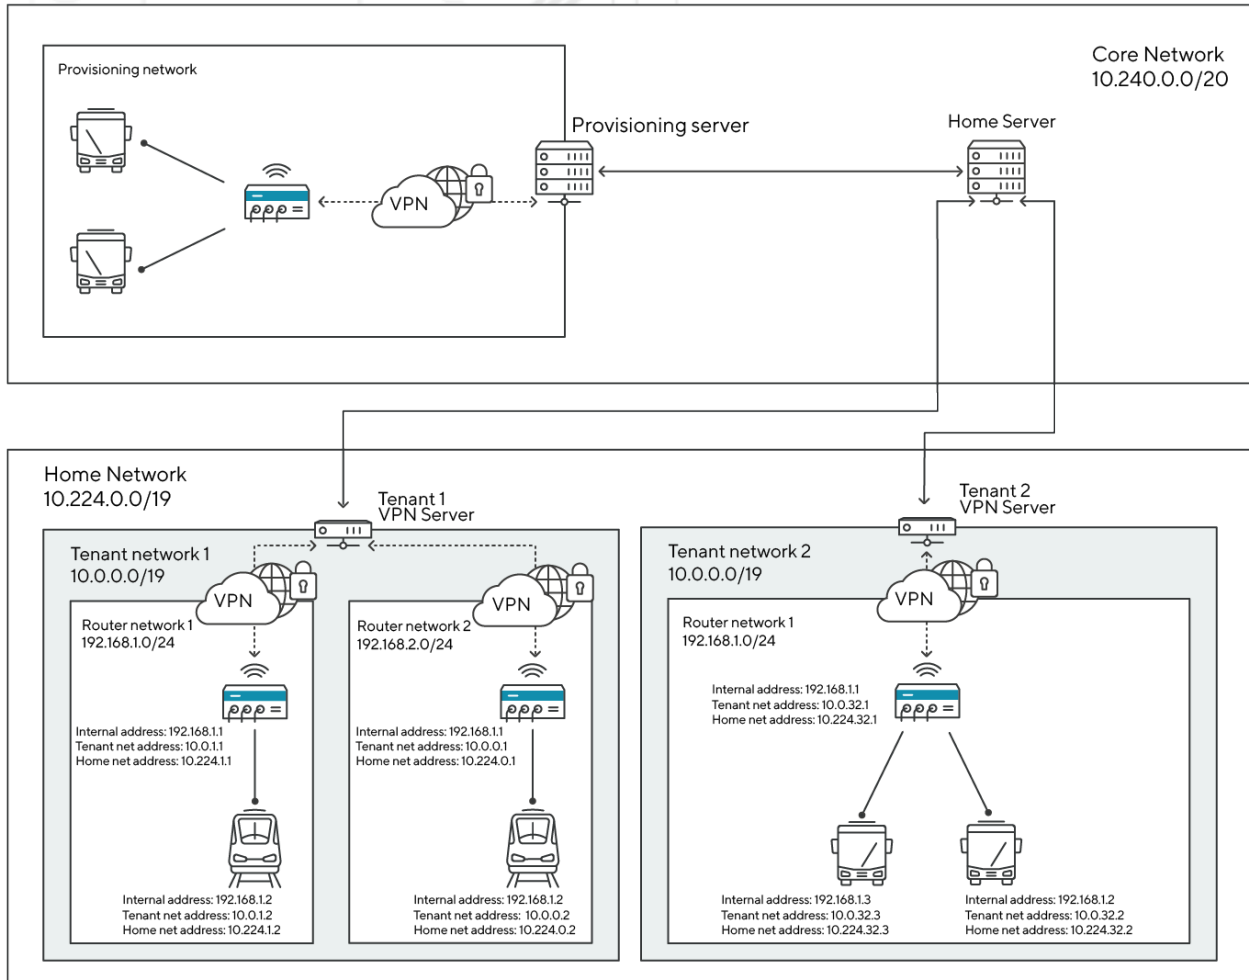 Core Network
10.240.0.0/20
Provisioning network
Provisioning server
Home Server
VPN
Home Network
10.224.0.0/19
Tenant 1
VPN Server
Tenant 2
VPN Server
Tenant network 1
10.0.0.0/19
VPN
Router network 1
192.168.1.0/24
Internal address: 192.168.1.1
Tenant net address: 10.0.1.1
Home net address: 10.224.1.1
Internal address: 192.168.1.2
Tenant net address: 10.0.1.2
Home net address: 10.224.1.2
VPN
Router network 2
192.168.2.0/24
Internal address: 192.168.1.1
Tenant net address: 10.0.0.1
Home net address: 10.224.0.1
Internal address: 192.168.1.2
Tenant net address: 10.0.0.2
Home net address: 10.224.0.2
Tenant network 2
10.0.0.0/19
VPN
Router network 1
192.168.1.0/24
Internal address: 192.168.1.1
Tenant net address: 10.0.32.1
Home net address: 10.224.32.1
Internal address: 192.168.1.3
Tenant net address: 10.0.32.3
Home net address: 10.224.32.3
Internal address: 192.168.1.2
Tenant net address: 10.0.32.2
Home net address: 10.224.32.2